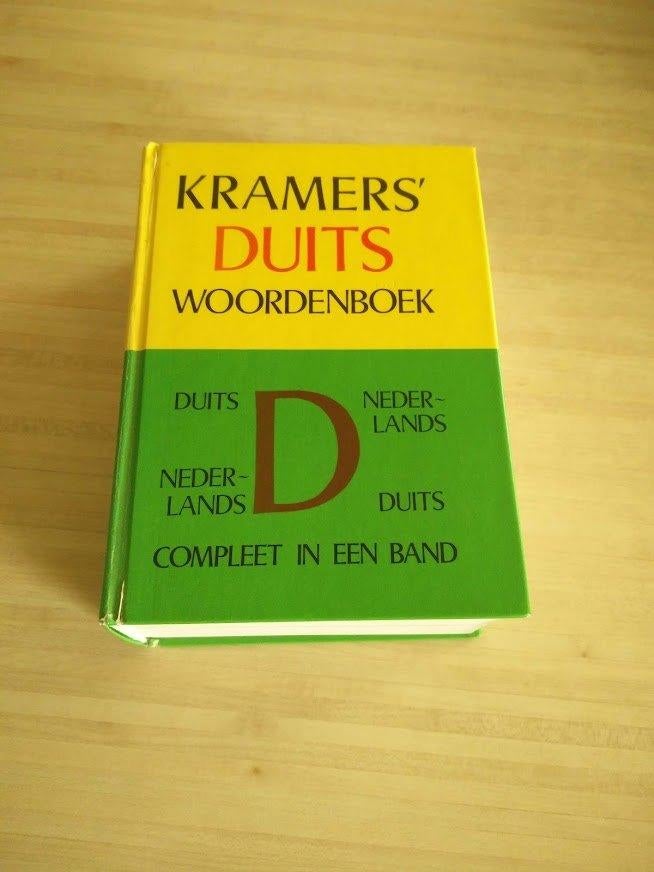 KRAMERS'
DUITS
WOORDENBOEK
DUITS D NEDER-
LANDS
NEDER-
LANDS DUITS
COMPLEET IN EEN BAND